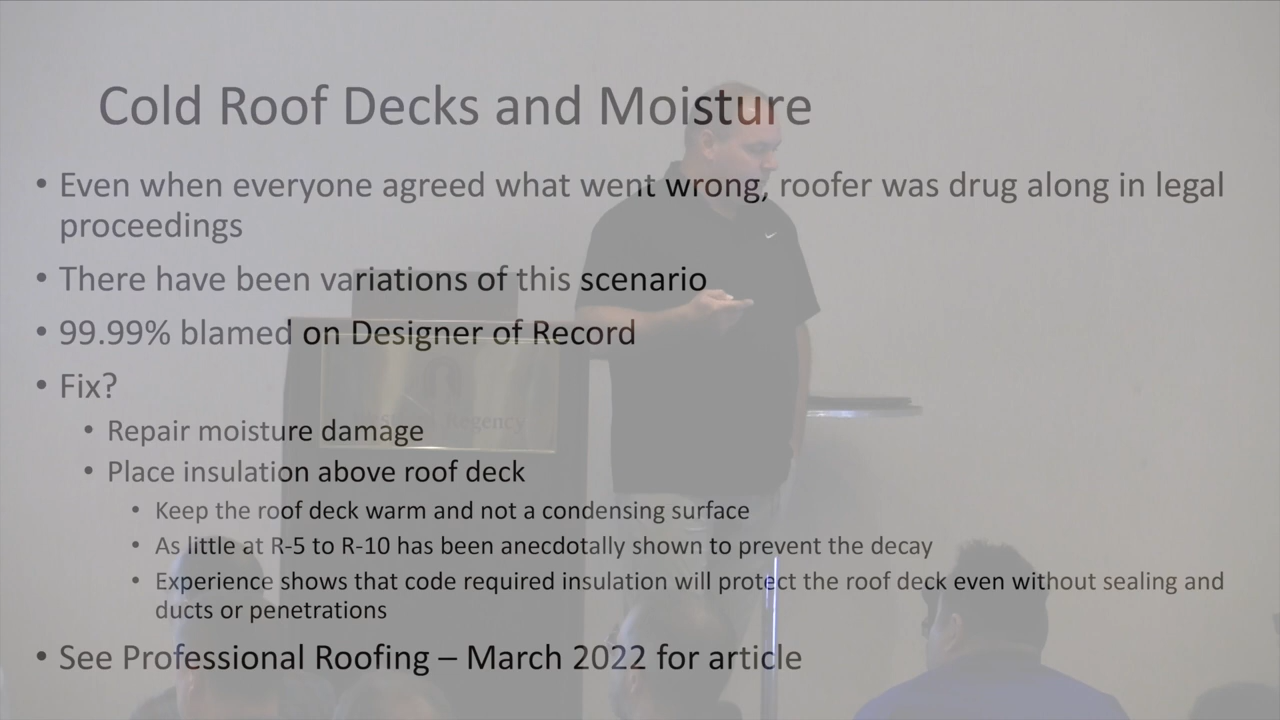 Cold Roof Decks and Moisture
• Even when everyone agreed what went wrong, roofer was drug along in legal
proceedings
• There have been variations of this scenario
• 99.99% blamed on Designer of Record
• Fix?
• Repair moisture damage
• Place insulation above roof deck
• Keep the roof deck warm and not a condensing surface
• As little at R-5 to R-10 has been anecdotally shown to prevent the decay
• Experience shows that code required insulation will protect the roof deck even without sealing and
ducts or penetrations
• See Professional Roofing – March 2022 for article
Regency